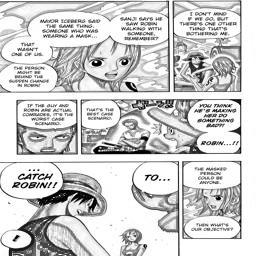 I DON'T MIND
IF WE GO, BUT
THERE'S ONE
OTHER THING
THAT'S
BOTHERING ME.
SANJI SAYS HE
SAW ROBIN
WALKING WITH
SOMEONE,
REMEMBER?
MAYOR ICEBERG SAID
THE SAME THING.
SOMEONE WHO WAS
WEARING A MASK...
THAT
WASN'T
ONE OF US.
THE PERSON
MIGHT BE
BEHIND THE
SUDDEN CHANGE
IN ROBIN!
YOU THINK
HE'S MAKING
HER DO
SOMETHING
BAD?!
ROBIN...!!
THAT'S THE
BEST CASE
SCENARIO.
IF THE GUY AND
ROBIN ARE ACTUAL
COMRADES, IT'S THE
WORST CASE
SCENARIO.
THE MASKED
PERSON
COULD BE
ANYONE.
THEN WHAT'S
OUR OBJECTIVE?
TO...
...
CATCH
ROBIN!!
!